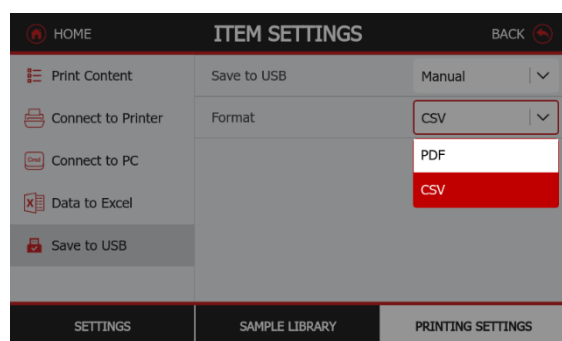 HOME
ITEM SETTINGS
BACK
Print Content
Save to USB
Manual
Connect to Printer
Format
CSV
Cmd
Connect to PC
PDF
CSV
X
Data to Excel
Save to USB
SETTINGS
SAMPLE LIBRARY
PRINTING SETTINGS